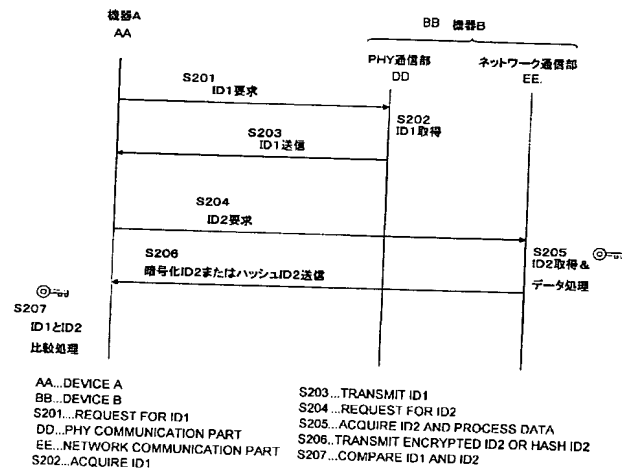 機器A
AA
BB 機器B
PHY通信部
DD
ネットワーク通信部
EE.
S201
ID1要求
S202
ID1取得
S203
ID1送信
S204
ID2要求
S205
ID2取得&
データ処理
S206
暗号化ID2またはハッシュID2送信
S207
ID1とID2
比較処理
AA...DEVICE A
BB...DEVICE B
S201....REQUEST FOR ID1
DD...PHY COMMUNICATION PART
EE...NETWORK COMMUNICATION PART
S202...ACQUIRE ID1
S203...TRANSMIT ID1
S204...REQUEST FOR ID2
S205...ACQUIRE ID2 AND PROCESS DATA
S206...TRANSMIT ENCRYPTED ID2 OR HASH ID2
S207...COMPARE ID1 AND ID2